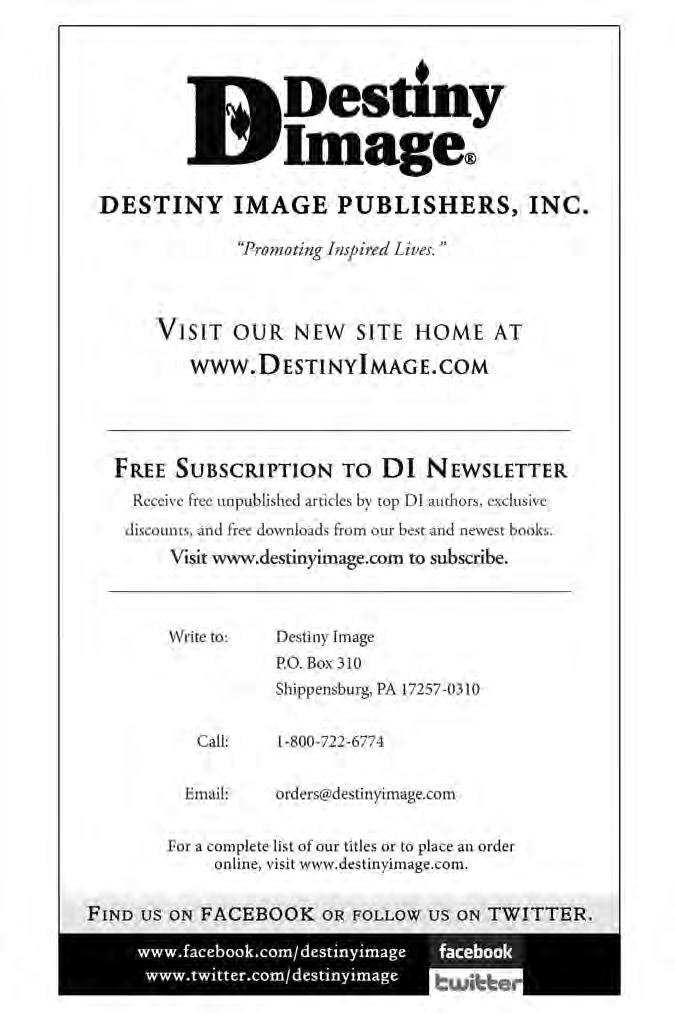 Destiny
Image®
DESTINY IMAGE PUBLISHERS, INC.
"Promoting Inspired Lives."
VISIT OUR NEW SITE HOME AT
WWW.DESTINYIMAGE.COM
FREE SUBSCRIPTION TO DI NEWSLETTER
Receive free unpublished articles by top DI authors, exclusive
discounts, and free downloads from our best and newest books.
Visit www.destinyimage.com to subscribe.
Write to: Destiny Image
P.O. Box 310
Shippensburg, PA 17257-0310
Call: 1-800-722-6774
Email: orders@destinyimage.com
For a complete list of our titles or to place an order
online, visit www.destinyimage.com.
FIND US ON FACEBOOK OR FOLLOW US ON TWITTER.
www.facebook.com/destinyimage facebook
www.twitter.com/destinyimage twitter